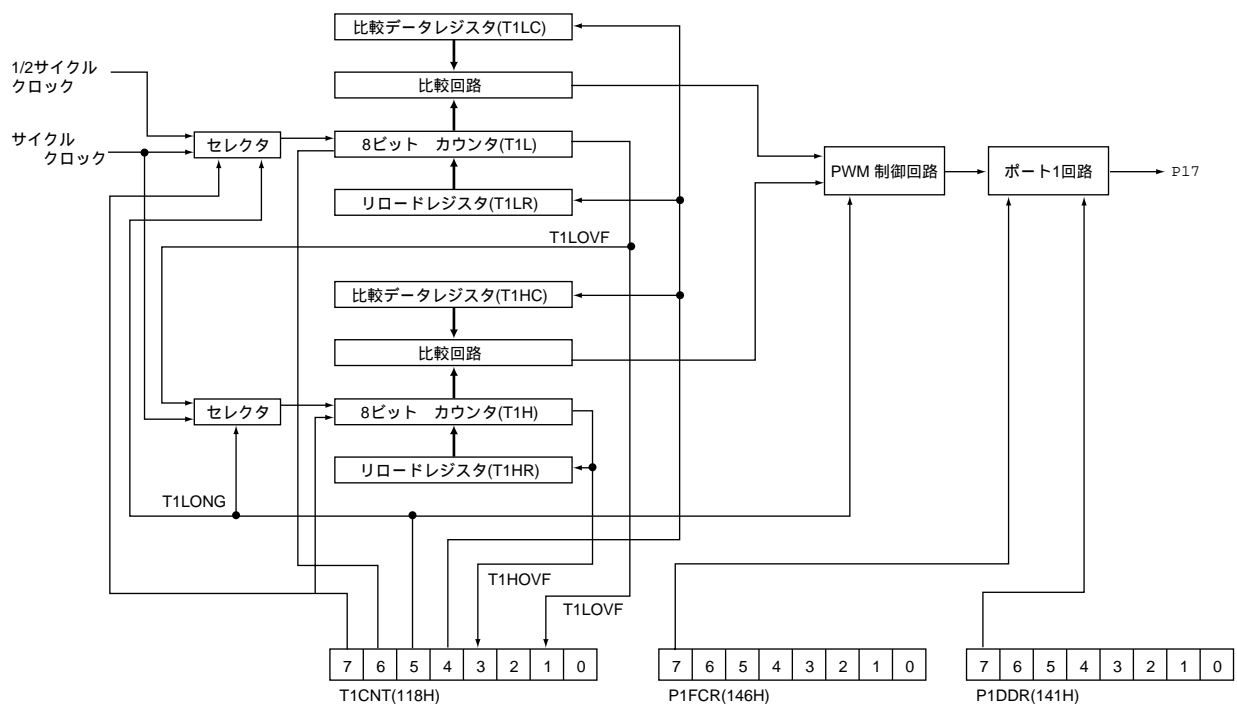 比較データレジスタ(T1LC)
1/2サイクル
クロック
比較回路
サイクル
クロック
セレクタ
8ビット　カウンタ(T1L)
PWM 制御回路
ポート1回路
P17
リロードレジスタ(T1LR)
T1LOVF
比較データレジスタ(T1HC)
比較回路
セレクタ
8ビット　カウンタ(T1H)
リロードレジスタ(T1HR)
T1LONG
T1HOVF
T1LOVF
7 6 5 4 3 2 1 0
T1CNT(118H)
7 6 5 4 3 2 1 0
P1FCR(146H)
7 6 5 4 3 2 1 0
P1DDR(141H)